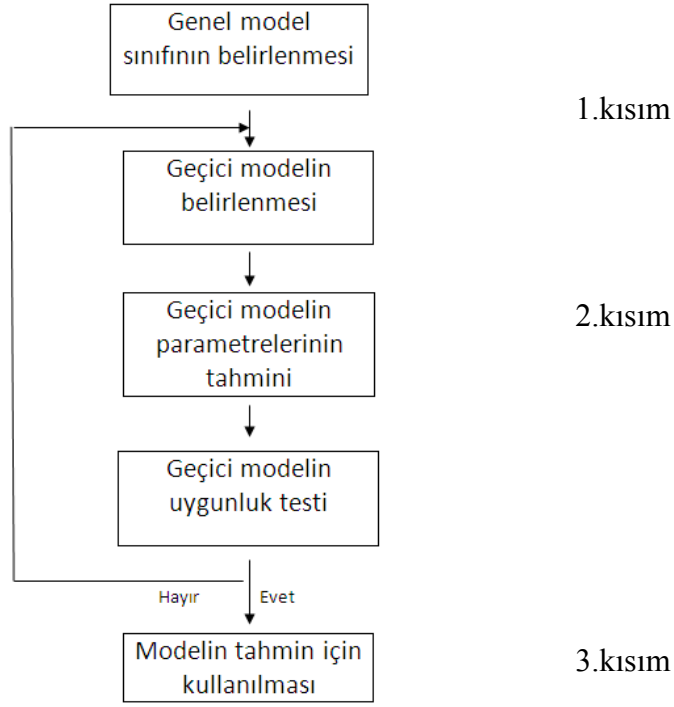 Genel model
sınıfının belirlenmesi
1.kısım
Geçici modelin
belirlenmesi
Geçici modelin
parametrelerinin
tahmini
2.kısım
Geçici modelin
uygunluk testi
Hayır
Evet
Modelin tahmin için
kullanılması
3.kısım